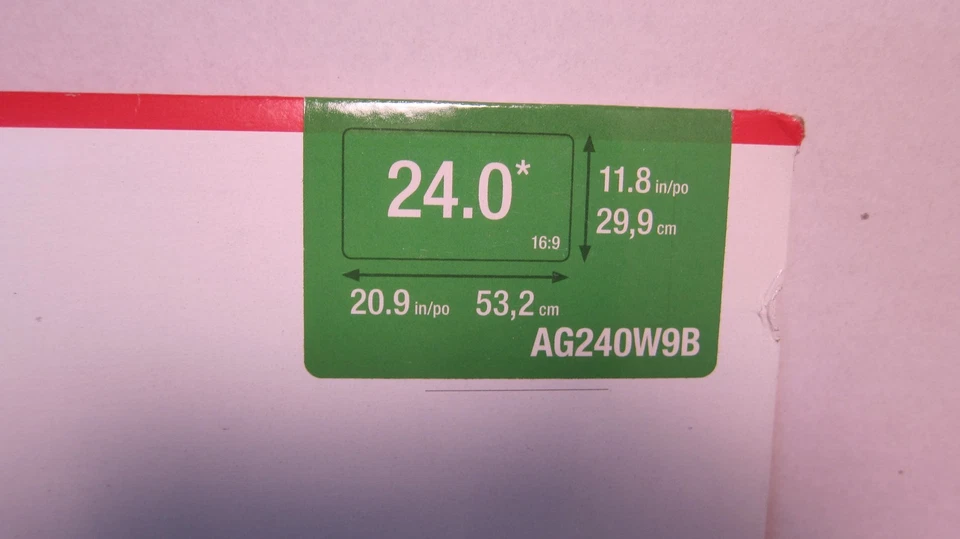 24.0*
16:9
11.8 in/po
29,9 cm
20.9 in/po 53,2 cm
AG240W9B